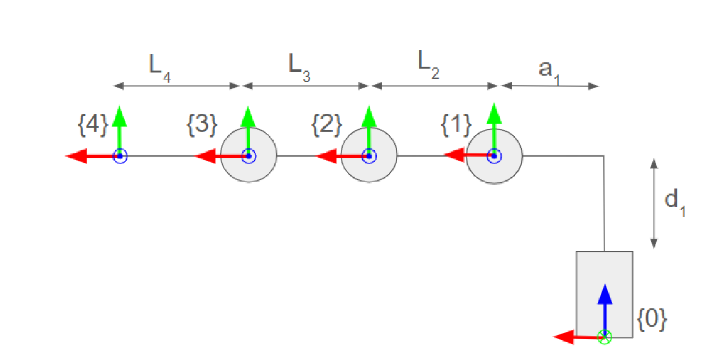 L₄ L₃ L₂ a₁
{4} {3} {2} {1}
d₁
{0}